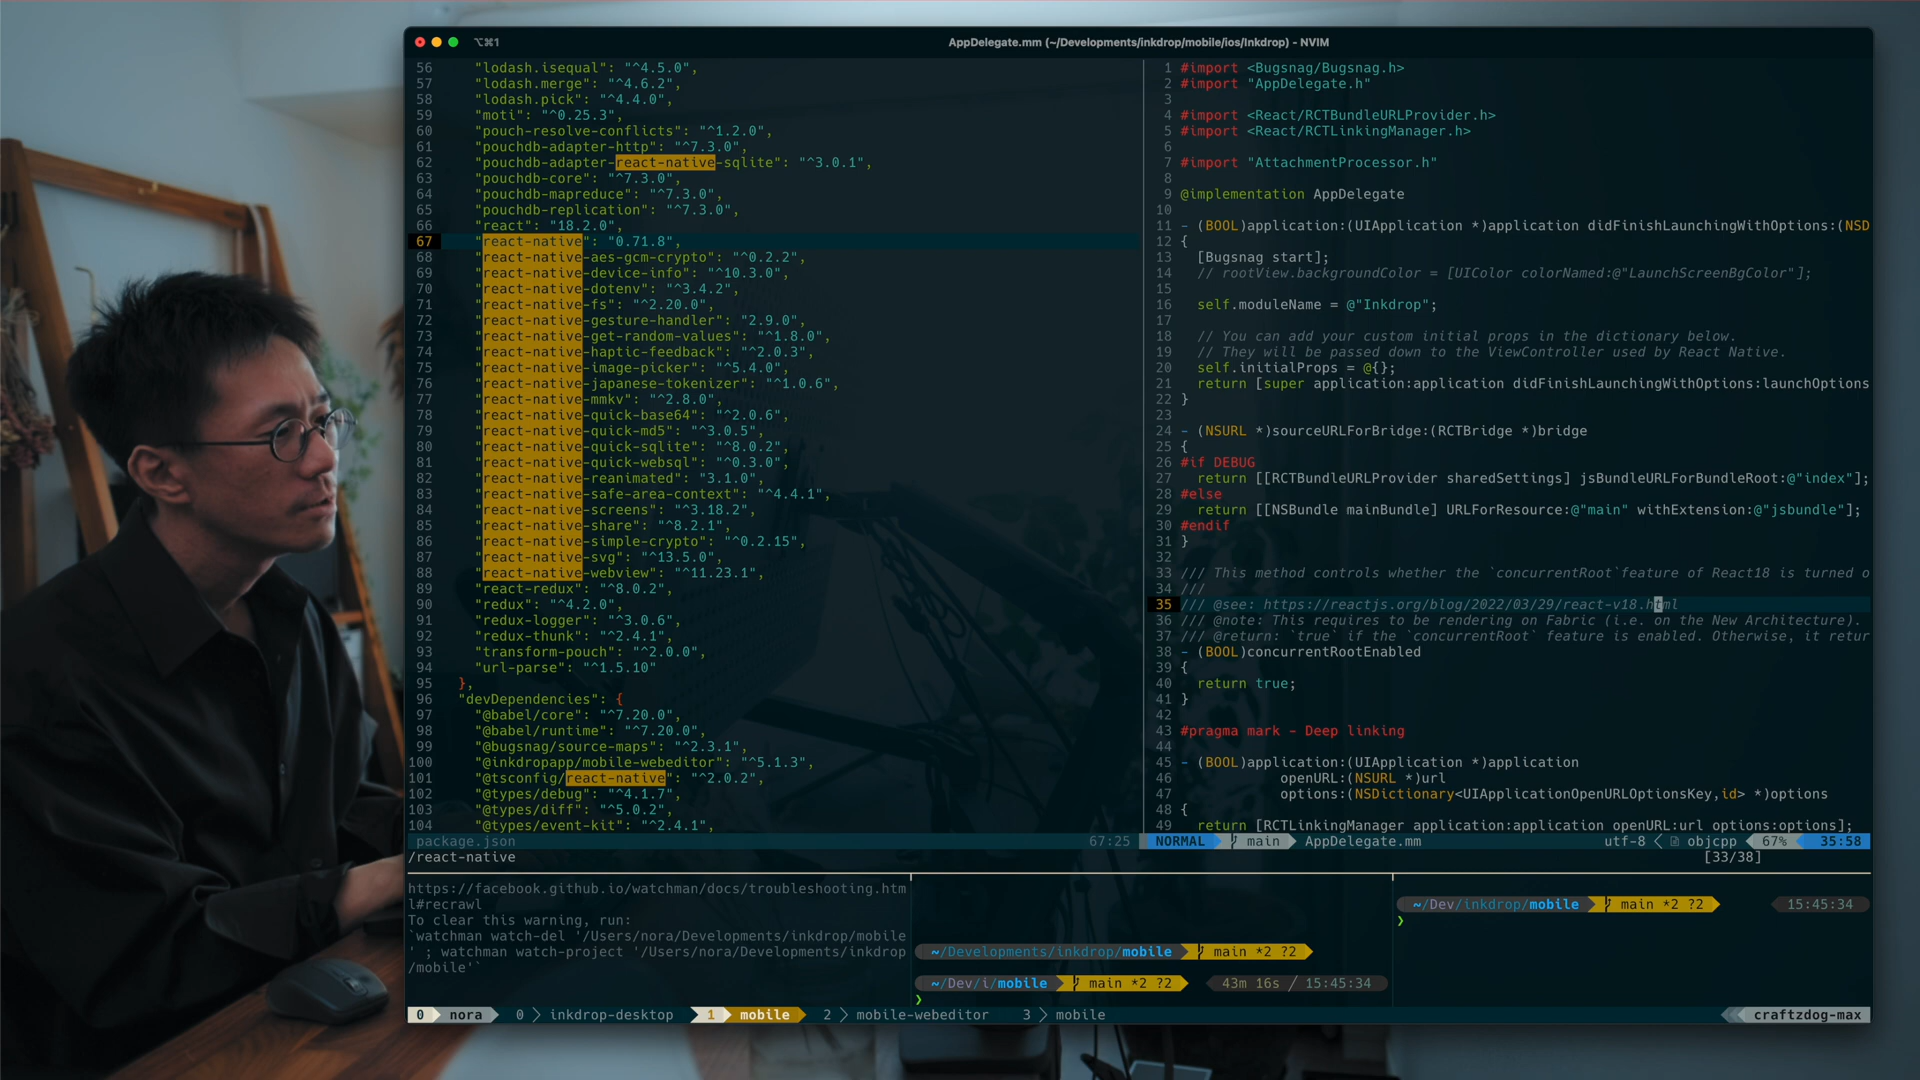 ⌥⌘1
AppDelegate.mm (~/Developments/inkdrop/mobile/ios/Inkdrop) - NVIM
56 "lodash.isequal": "^4.5.0",
57 "lodash.merge": "^4.6.2",
58 "lodash.pick": "^4.4.0",
59 "moti": "^0.25.3",
60 "pouch-resolve-conflicts": "^1.2.0",
61 "pouchdb-adapter-http": "^7.3.0",
62 "pouchdb-adapter-react-native-sqlite": "^3.0.1",
63 "pouchdb-core": "^7.3.0",
64 "pouchdb-mapreduce": "^7.3.0",
65 "pouchdb-replication": "^7.3.0",
66 "react": "18.2.0",
67 "react-native": "0.71.8",
68 "react-native-aes-gcm-crypto": "^0.2.2",
69 "react-native-device-info": "^10.3.0",
70 "react-native-dotenv": "^3.4.2",
71 "react-native-fs": "^2.20.0",
72 "react-native-gesture-handler": "2.9.0",
73 "react-native-get-random-values": "^1.8.0",
74 "react-native-haptic-feedback": "^2.0.3",
75 "react-native-image-picker": "^5.4.0",
76 "react-native-japanese-tokenizer": "^1.0.6",
77 "react-native-mmkv": "^2.8.0",
78 "react-native-quick-base64": "^2.0.6",
79 "react-native-quick-md5": "^3.0.5",
80 "react-native-quick-sqlite": "^8.0.2",
81 "react-native-quick-websql": "^0.3.0",
82 "react-native-reanimated": "3.1.0",
83 "react-native-safe-area-context": "^4.4.1",
84 "react-native-screens": "^3.18.2",
85 "react-native-share": "^8.2.1",
86 "react-native-simple-crypto": "^0.2.15",
87 "react-native-svg": "^13.5.0",
88 "react-native-webview": "^11.23.1",
89 "react-redux": "^8.0.2",
90 "redux": "^4.2.0",
91 "redux-logger": "^3.0.6",
92 "redux-thunk": "^2.4.1",
93 "transform-pouch": "^2.0.0",
94 "url-parse": "^1.5.10"
95 },
96 "devDependencies": {
97 "@babel/core": "^7.20.0",
98 "@babel/runtime": "^7.20.0",
99 "@bugsnag/source-maps": "^2.3.1",
100 "@inkdropapp/mobile-webeditor": "^5.1.3",
101 "@tsconfig/react-native": "^2.0.2",
102 "@types/debug": "^4.1.7",
103 "@types/diff": "^5.0.2",
104 "@types/event-kit": "^2.4.1",
package.json 67:25
/react-native
1 #import <Bugsnag/Bugsnag.h>
2 #import "AppDelegate.h"
3
4 #import <React/RCTBundleURLProvider.h>
5 #import <React/RCTLinkingManager.h>
6
7 #import "AttachmentProcessor.h"
8
9 @implementation AppDelegate
10
11 - (BOOL)application:(UIApplication *)application didFinishLaunchingWithOptions:(NSD
12 {
13 [Bugsnag start];
14 // rootView.backgroundColor = [UIColor colorNamed:@"LaunchScreenBgColor"];
15
16 self.moduleName = @"Inkdrop";
17
18 // You can add your custom initial props in the dictionary below.
19 // They will be passed down to the ViewController used by React Native.
20 self.initialProps = @{};
21 return [super application:application didFinishLaunchingWithOptions:launchOptions
22 }
23
24 - (NSURL *)sourceURLForBridge:(RCTBridge *)bridge
25 {
26 #if DEBUG
27 return [[RCTBundleURLProvider sharedSettings] jsBundleURLForBundleRoot:@"index"];
28 #else
29 return [[NSBundle mainBundle] URLForResource:@"main" withExtension:@"jsbundle"];
30 #endif
31 }
32
33 /// This method controls whether the `concurrentRoot`feature of React18 is turned o
34 ///
35 /// @see: https://reactjs.org/blog/2022/03/29/react-v18.html
36 /// @note: This requires to be rendering on Fabric (i.e. on the New Architecture).
37 /// @return: `true` if the `concurrentRoot` feature is enabled. Otherwise, it retur
38 - (BOOL)concurrentRootEnabled
39 {
40 return true;
41 }
42
43 #pragma mark - Deep linking
44
45 - (BOOL)application:(UIApplication *)application
46 openURL:(NSURL *)url
47 options:(NSDictionary<UIApplicationOpenURLOptionsKey,id> *)options
48 {
49 return [RCTLinkingManager application:application openURL:url options:options];
NORMAL main AppDelegate.mm utf-8 objcpp 67% 35:58
[33/38]
https://facebook.github.io/watchman/docs/troubleshooting.htm
l#recrawl
To clear this warning, run:
`watchman watch-del '/Users/nora/Developments/inkdrop/mobile
' ; watchman watch-project '/Users/nora/Developments/inkdrop
/mobile'`
~/Developments/inkdrop/mobile main *2 ?2
~/Dev/i/mobile main *2 ?2 43m 16s / 15:45:34
❯
~/Dev/inkdrop/mobile main *2 ?2 15:45:34
❯
0 nora 0 inkdrop-desktop 1 mobile 2 mobile-webeditor 3 mobile craftzdog-max